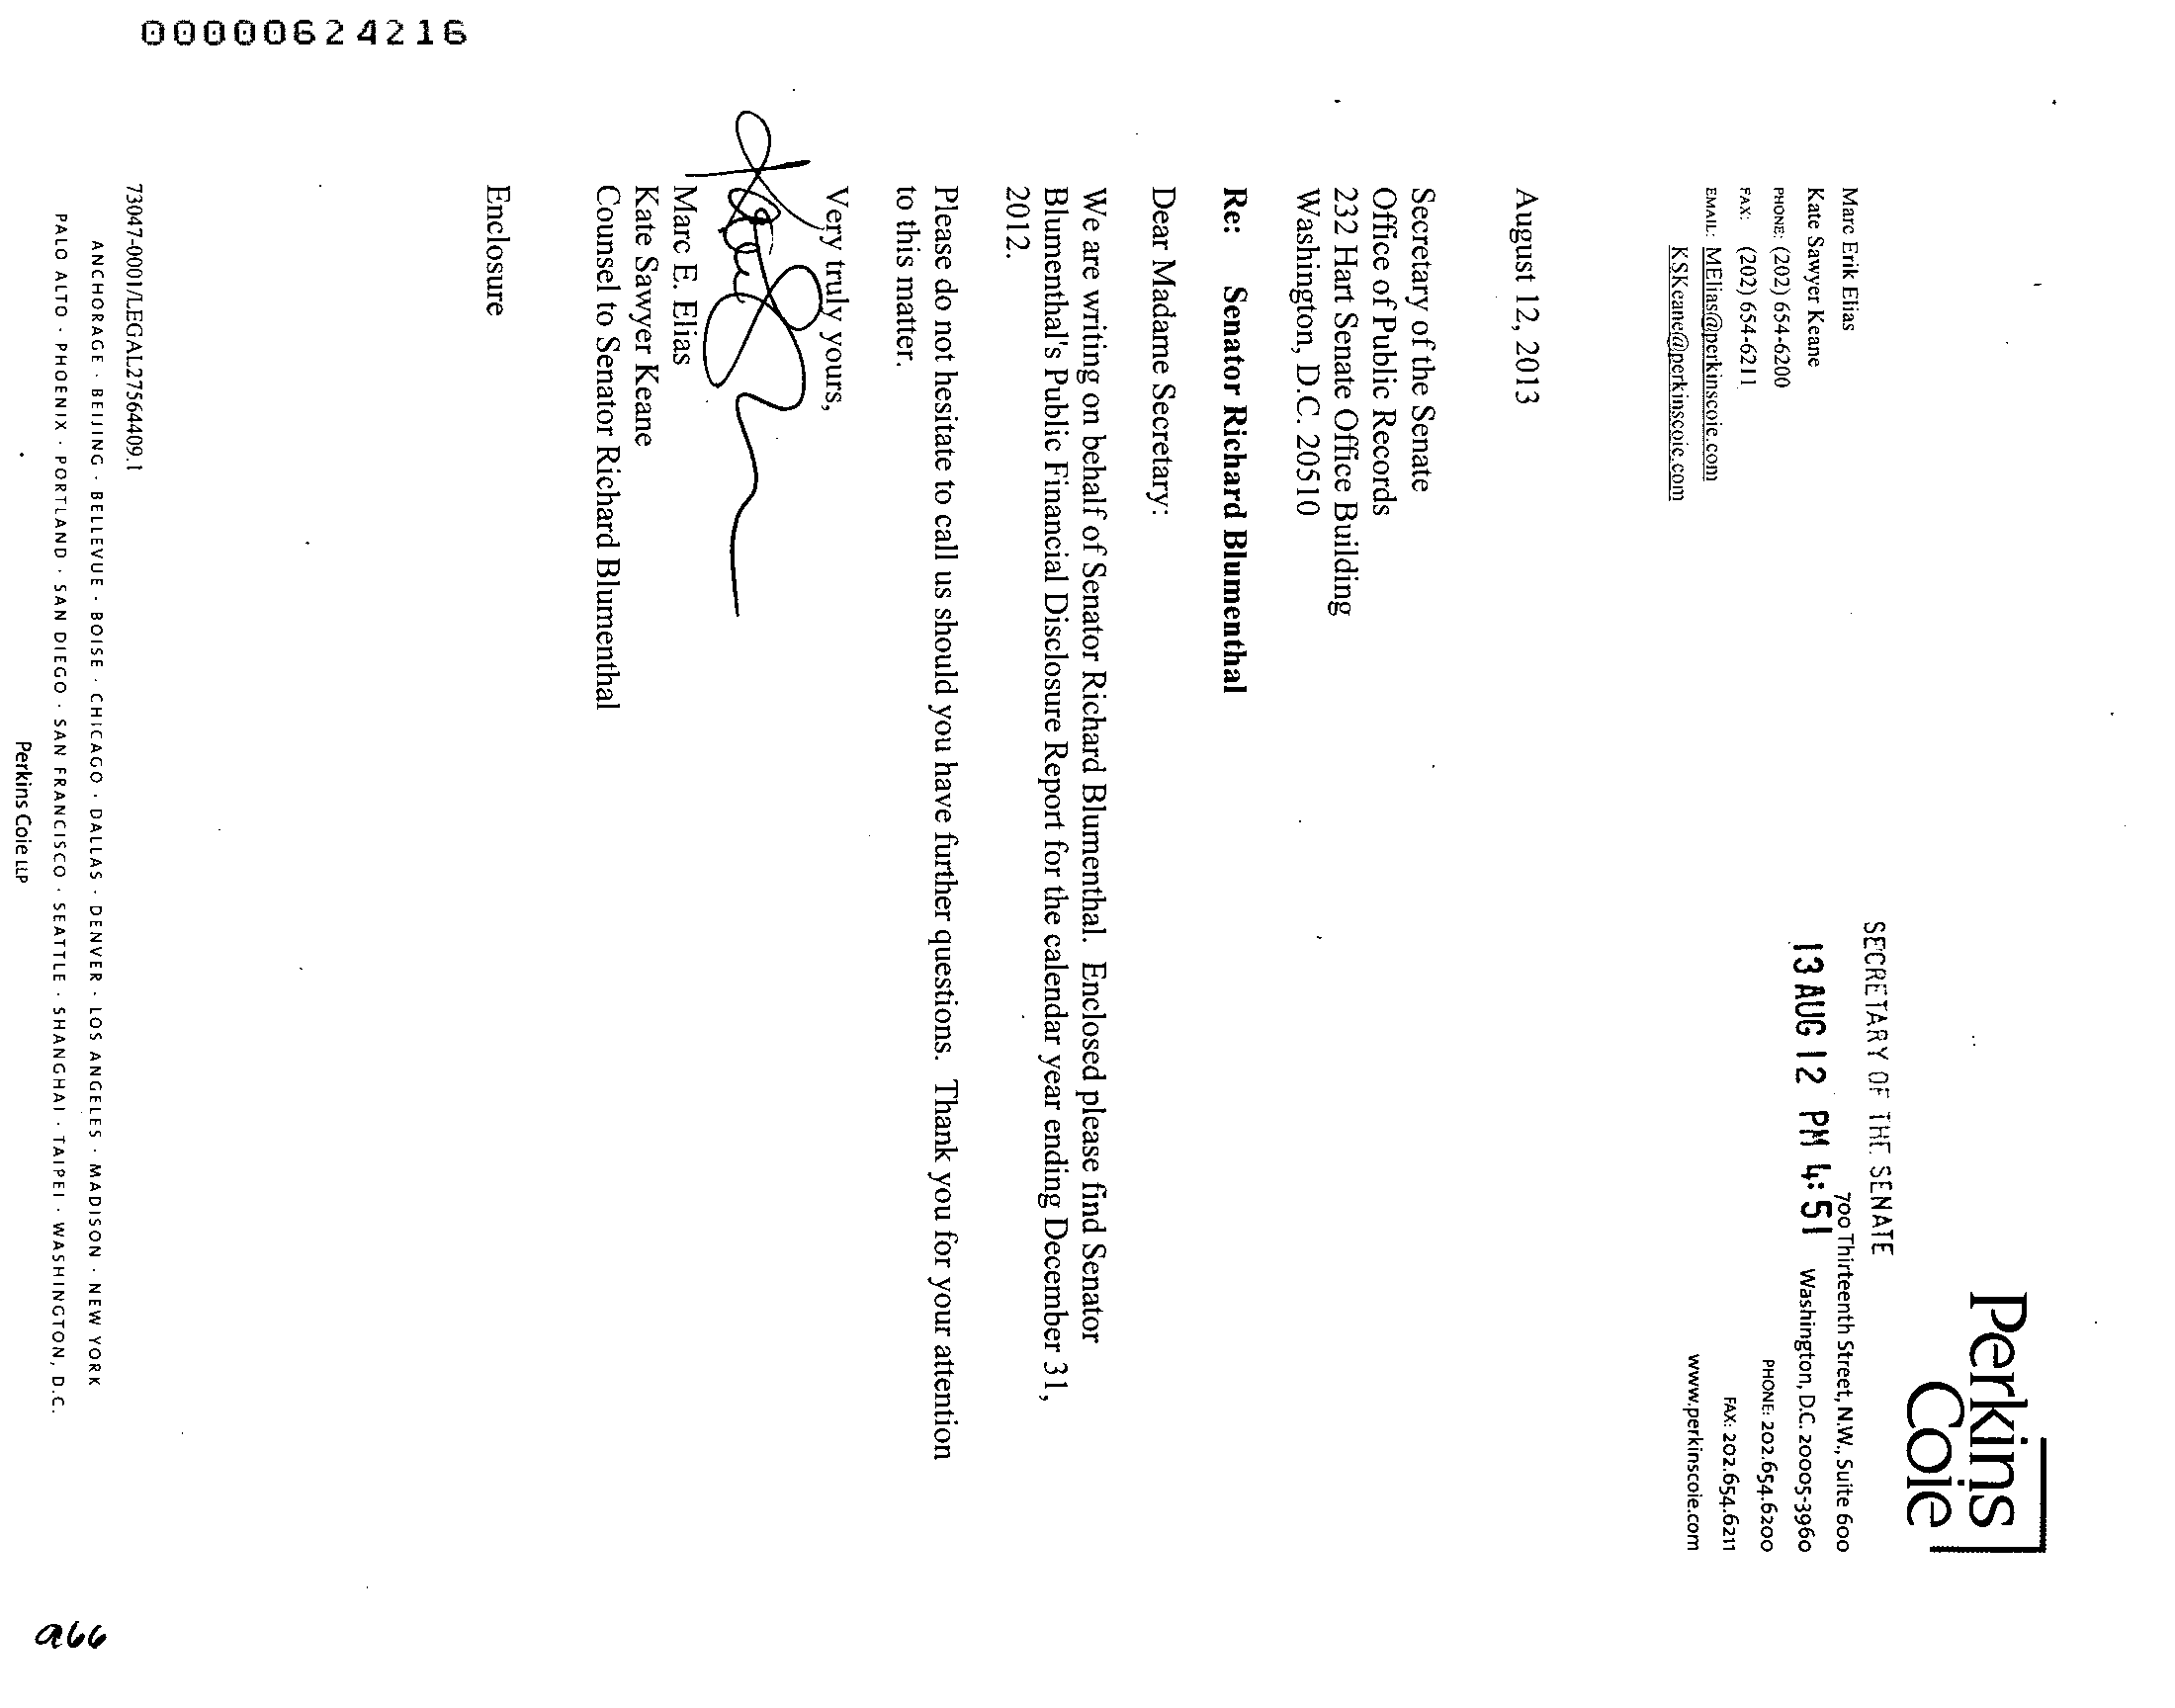 00000624216
Perkins
Coie
SECRETARY OF THE SENATE
13 AUG 12 PM 4:51
700 Thirteenth Street, N.W., Suite 600
Washington, D.C. 20005-3960
PHONE: 202.654.6200
FAX: 202.654.6211
www.perkinscoie.com
Marc Erik Elias
Kate Sawyer Keane
PHONE: (202) 654-6200
FAX: (202) 654-6211
EMAIL: MElias@perkinscoie.com
KSKeane@perkinscoie.com
August 12, 2013
Secretary of the Senate
Office of Public Records
232 Hart Senate Office Building
Washington, D.C. 20510
Re: Senator Richard Blumenthal
Dear Madame Secretary:
We are writing on behalf of Senator Richard Blumenthal. Enclosed please find Senator
Blumenthal's Public Financial Disclosure Report for the calendar year ending December 31,
2012.
Please do not hesitate to call us should you have further questions. Thank you for your attention
to this matter.
Very truly yours,
Marc E. Elias
Kate Sawyer Keane
Counsel to Senator Richard Blumenthal
Enclosure
73047-0001/LEGAL27564409.1
ANCHORAGE · BEIJING · BELLEVUE · BOISE · CHICAGO · DALLAS · DENVER · LOS ANGELES · MADISON · NEW YORK
PALO ALTO · PHOENIX · PORTLAND · SAN DIEGO · SAN FRANCISCO · SEATTLE · SHANGHAI · TAIPEI · WASHINGTON, D.C.
Perkins Coie LLP